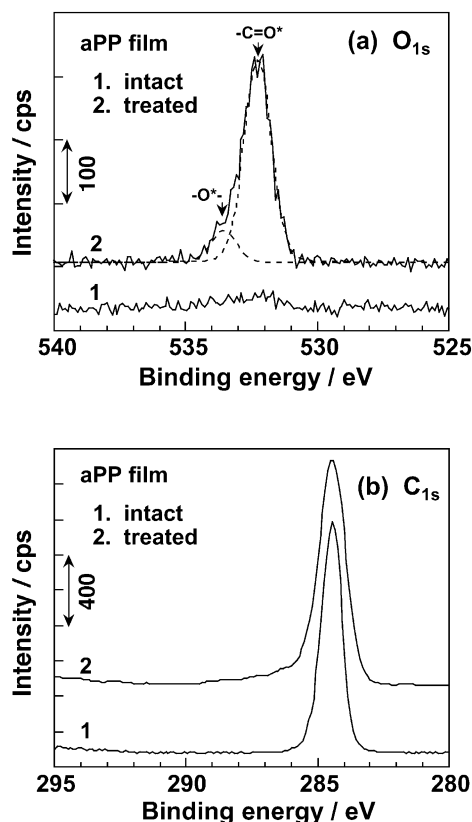 -C=O*
aPP film
(a) O1s
1. intact
2. treated
Intensity / cps
100
-O*-
2
1
540 535 530 525
Binding energy / eV
aPP film
(b) C1s
1. intact
2. treated
Intensity / cps
400
2
1
295 290 285 280
Binding energy / eV